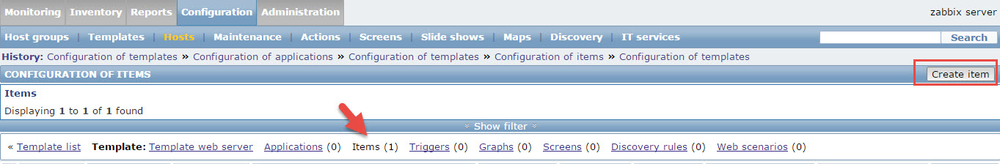 Monitoring Inventory Reports Configuration Administration zabbix server
Host groups | Templates | Hosts | Maintenance | Actions | Screens | Slide shows | Maps | Discovery | IT services Search
History: Configuration of templates » Configuration of applications » Configuration of templates » Configuration of items » Configuration of templates
CONFIGURATION OF ITEMS Create item
Items
Displaying 1 to 1 of 1 found
Show filter
« Template list Template: Template web server Applications (0) Items (1) Triggers (0) Graphs (0) Screens (0) Discovery rules (0) Web scenarios (0)